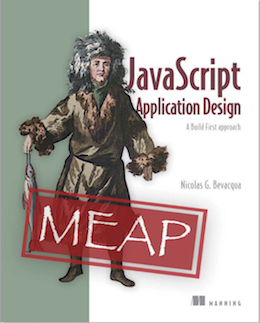 JavaScript
Application Design
A Build First approach
Nicolas G. Bevacqua
MEAP
MANNING